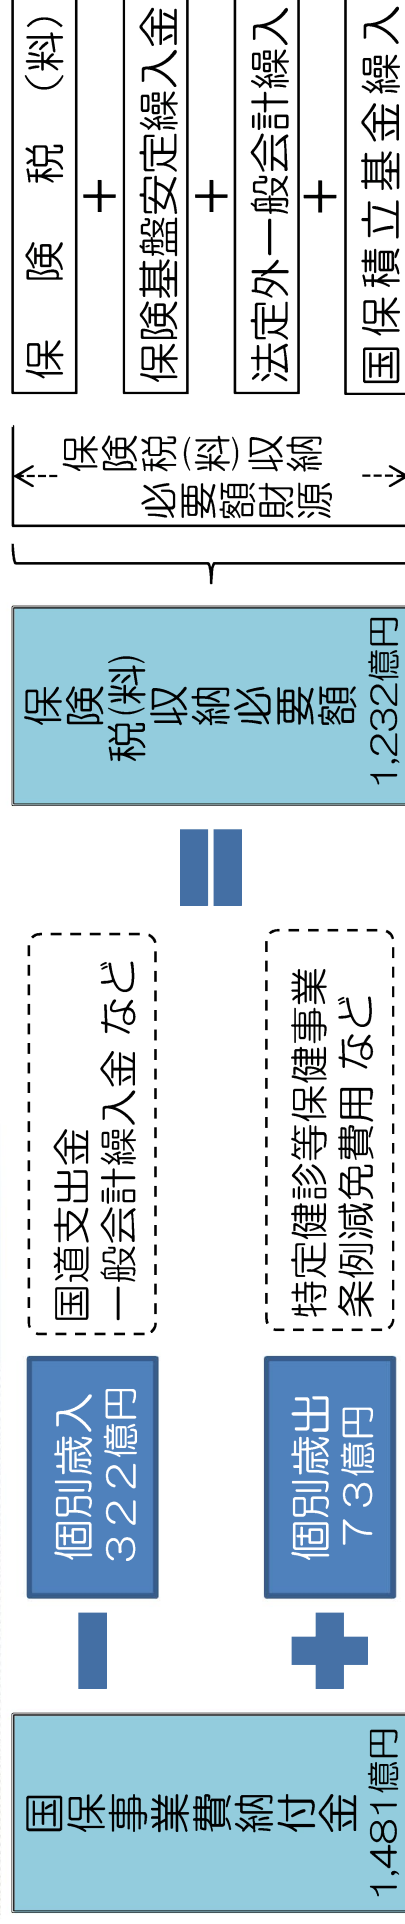 国保事業費納付金
1,481億円
−
個別歳入
322億円
国道支出金
一般会計繰入金 など
+
個別歳出
73億円
特定健診等保健事業
条例減免費用 など
=
保険
税(料)
収納必要額
1,232億円
保険税(料)収納
必要額財源
保険税(料)
+
保険基盤安定繰入金
+
法定外一般会計繰入
+
国保積立基金繰入